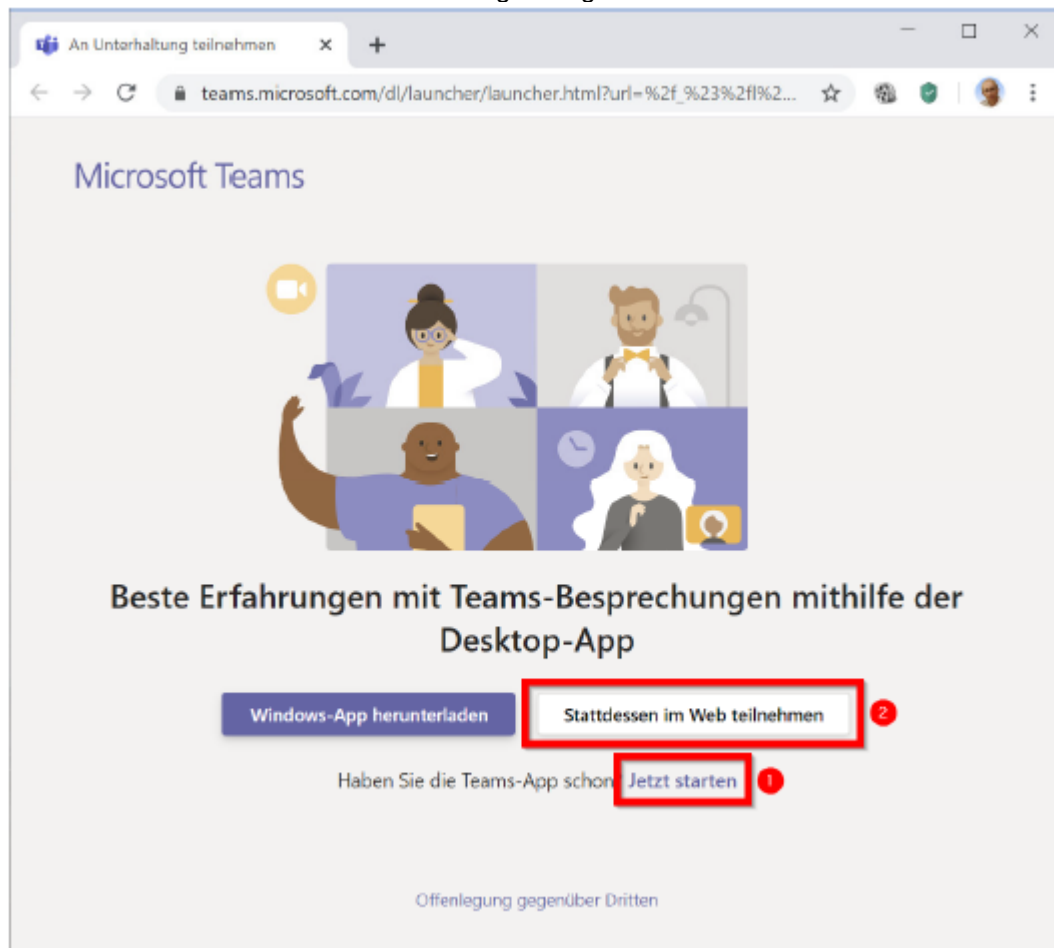 An Unterhaltung teilnehmen
teams.microsoft.com/dl/launcher/launcher.html?url=%2f_%23%2fl%2...
Microsoft Teams
Beste Erfahrungen mit Teams-Besprechungen mithilfe der
Desktop-App
Windows-App herunterladen
Stattdessen im Web teilnehmen
2
Haben Sie die Teams-App schon Jetzt starten
1
Offenlegung gegenüber Dritten